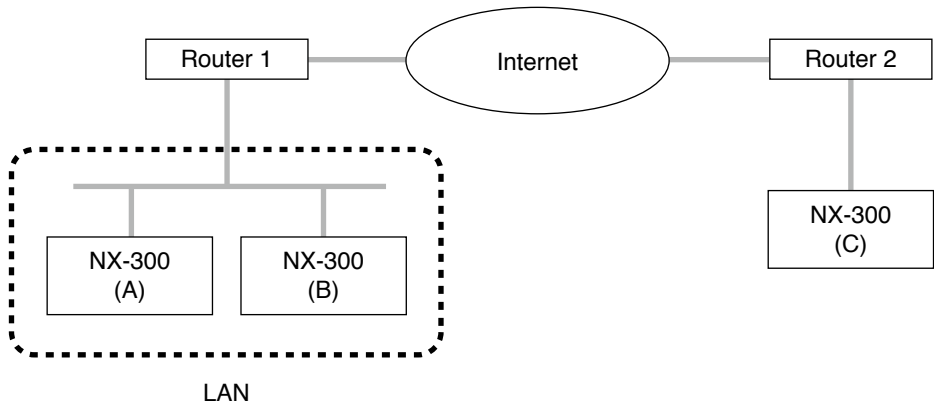 Router 1
Internet
Router 2
NX-300
(A)
NX-300
(B)
NX-300
(C)
LAN